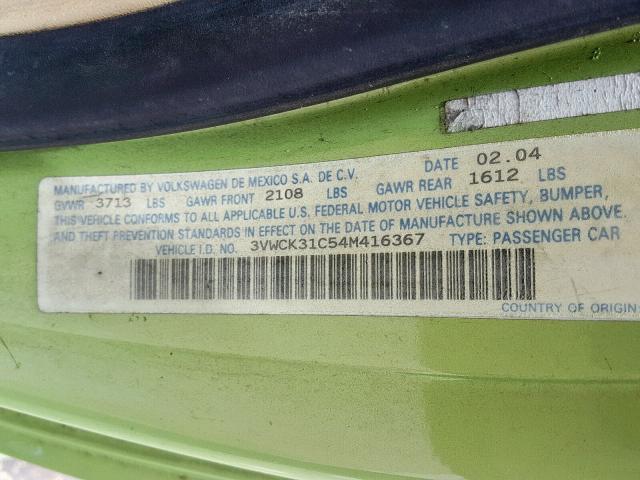 MANUFACTURED BY VOLKSWAGEN DE MEXICO S.A. DE C.V. DATE 02.04
GVWR 3713 LBS GAWR FRONT 2108 LBS GAWR REAR 1612 LBS
THIS VEHICLE CONFORMS TO ALL APPLICABLE U.S. FEDERAL MOTOR VEHICLE SAFETY, BUMPER,
AND THEFT PREVENTION STANDARDS IN EFFECT ON THE DATE OF MANUFACTURE SHOWN ABOVE.
VEHICLE I.D. NO. 3VWCK31C54M416367 TYPE: PASSENGER CAR
COUNTRY OF ORIGIN: